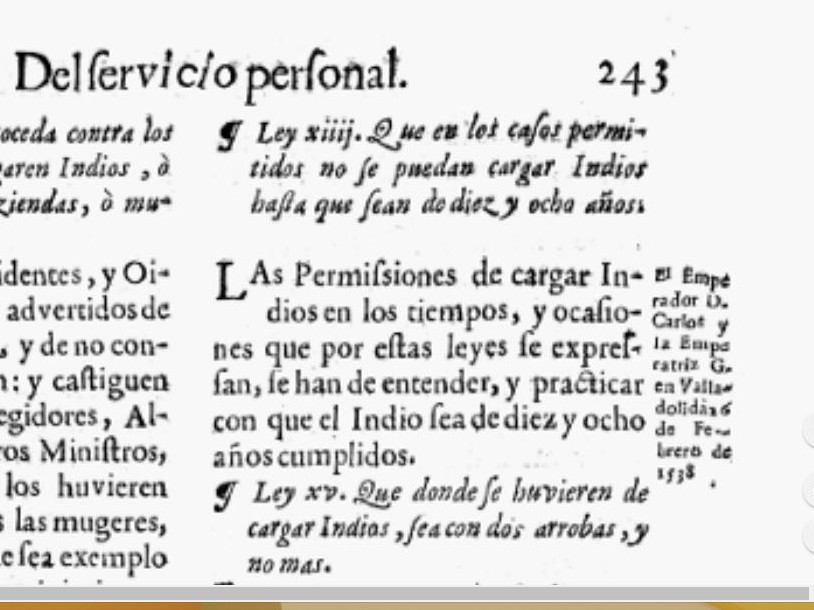 Del ſervicio perſonal. 243
oceda contra los
garen Indios , ò
ziendas, ò mu-
identes, y Oi-
advertidos de
, y de no con-
: y caſtiguen
egidores, Al-
ros Miniſtros,
los huvieren
s las mugeres,
e ſea exemplo
¶ Ley xiiij. Que en los caſos permi-
tidos no ſe puedan cargar Indios
haſta que ſean de diez y ocho años.
LAs Permiſsiones de cargar In-
dios en los tiempos, y ocaſio-
nes que por eſtas leyes ſe expreſ-
ſan, ſe han de entender, y practicar
con que el Indio ſea de diez y ocho
años cumplidos.
El Empe
rador D.
Carlos y
la Empe
ratriz G.
en Valla-
dolid à 26
de Fe-
brero de
1538
¶ Ley xv. Que donde ſe huvieren de
cargar Indios, ſea con dos arrobas, y
no mas.